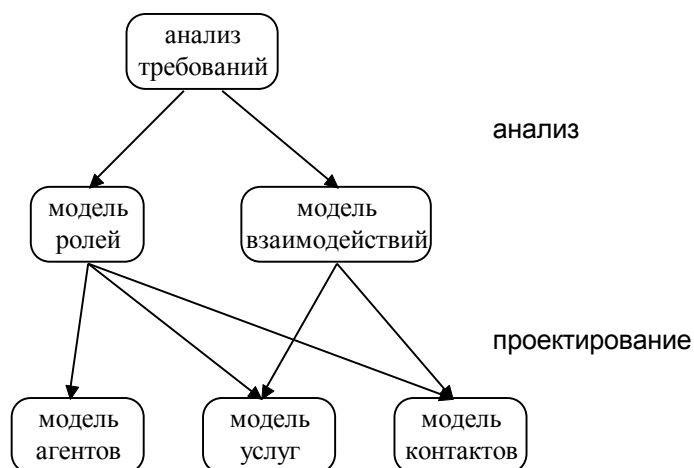 анализ
требований
анализ
модель
ролей
модель
взаимодействий
проектирование
модель
агентов
модель
услуг
модель
контактов